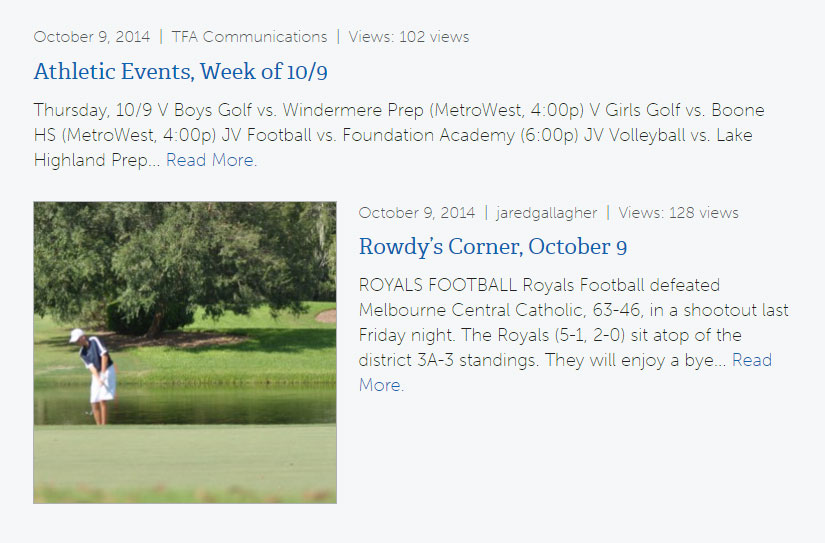 October 9, 2014 | TFA Communications | Views: 102 views
Athletic Events, Week of 10/9
Thursday, 10/9 V Boys Golf vs. Windermere Prep (MetroWest, 4:00p) V Girls Golf vs. Boone
HS (MetroWest, 4:00p) JV Football vs. Foundation Academy (6:00p) JV Volleyball vs. Lake
Highland Prep... Read More.
October 9, 2014 | jaredgallagher | Views: 128 views
Rowdy's Corner, October 9
ROYALS FOOTBALL Royals Football defeated
Melbourne Central Catholic, 63-46, in a shootout last
Friday night. The Royals (5-1, 2-0) sit atop of the
district 3A-3 standings. They will enjoy a bye... Read
More.